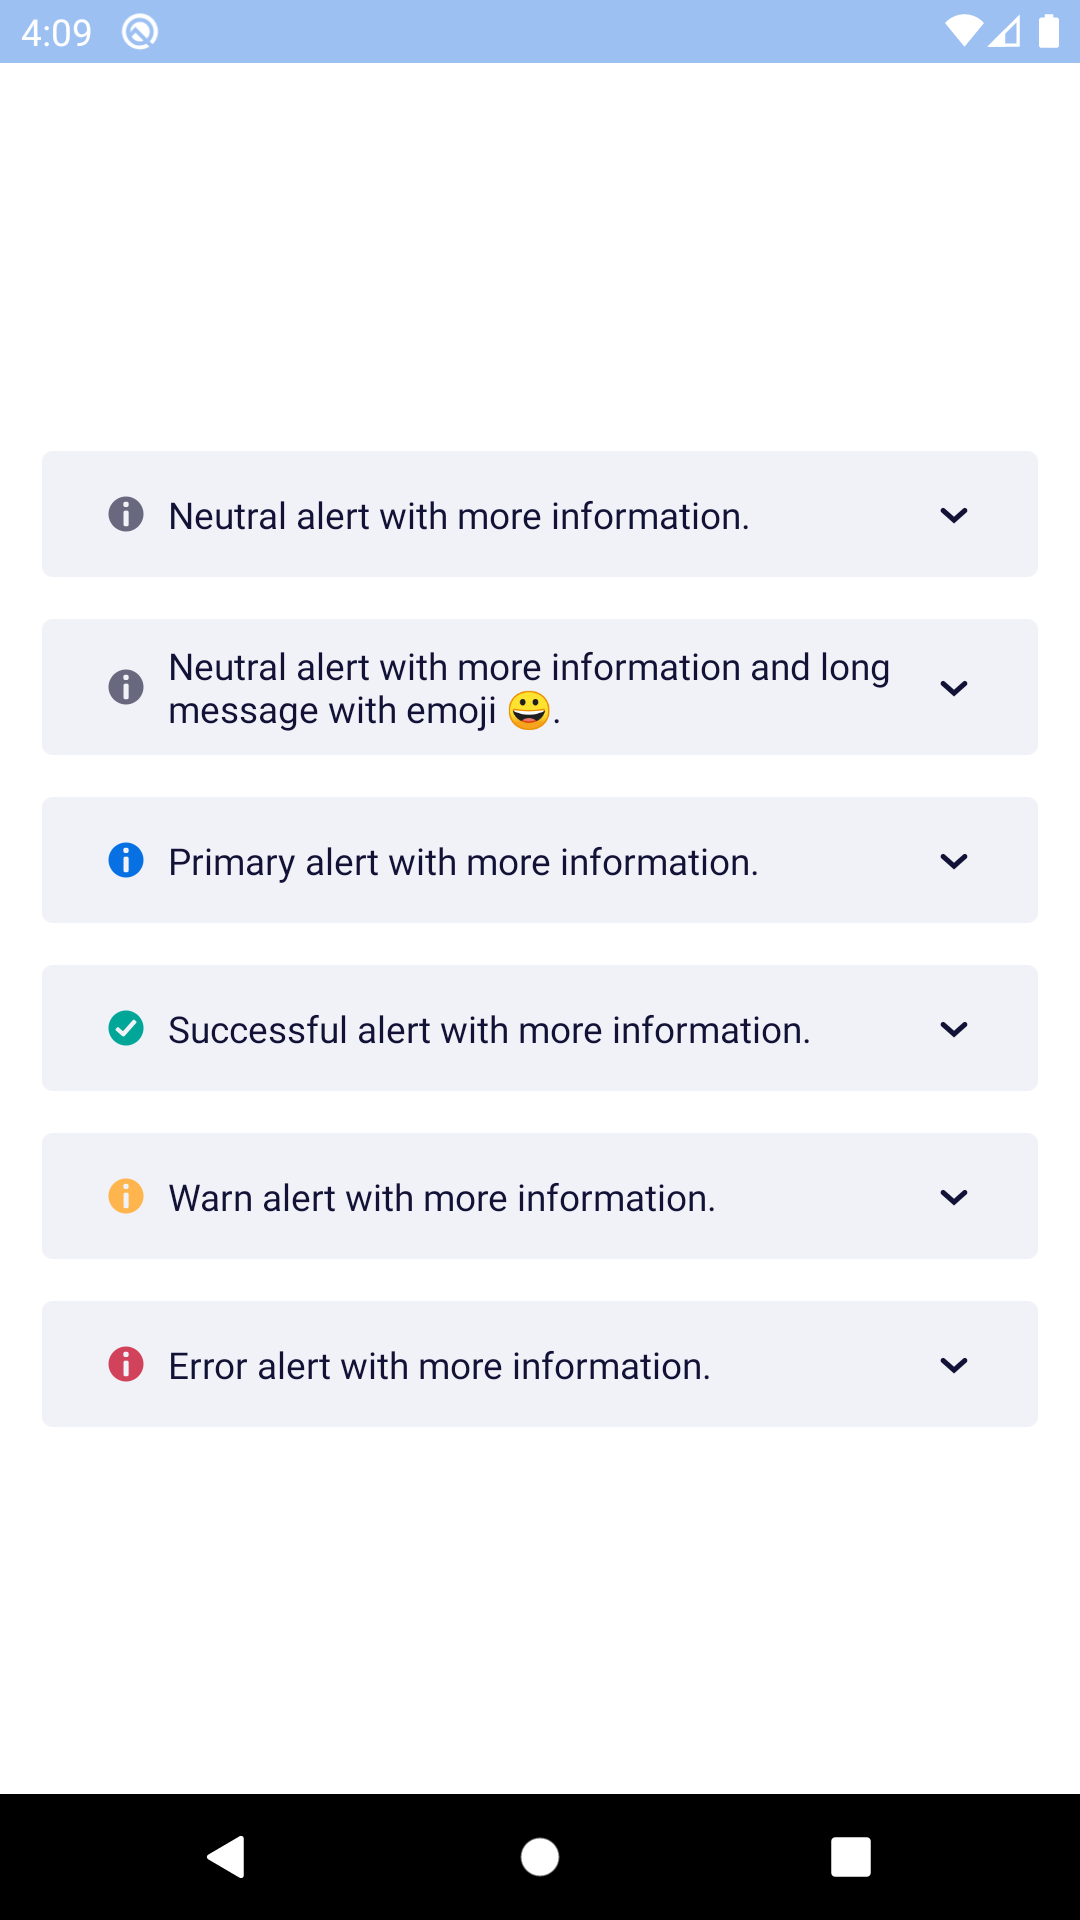 4:09
Neutral alert with more information.
Neutral alert with more information and long
message with emoji 😀.
Primary alert with more information.
Successful alert with more information.
Warn alert with more information.
Error alert with more information.